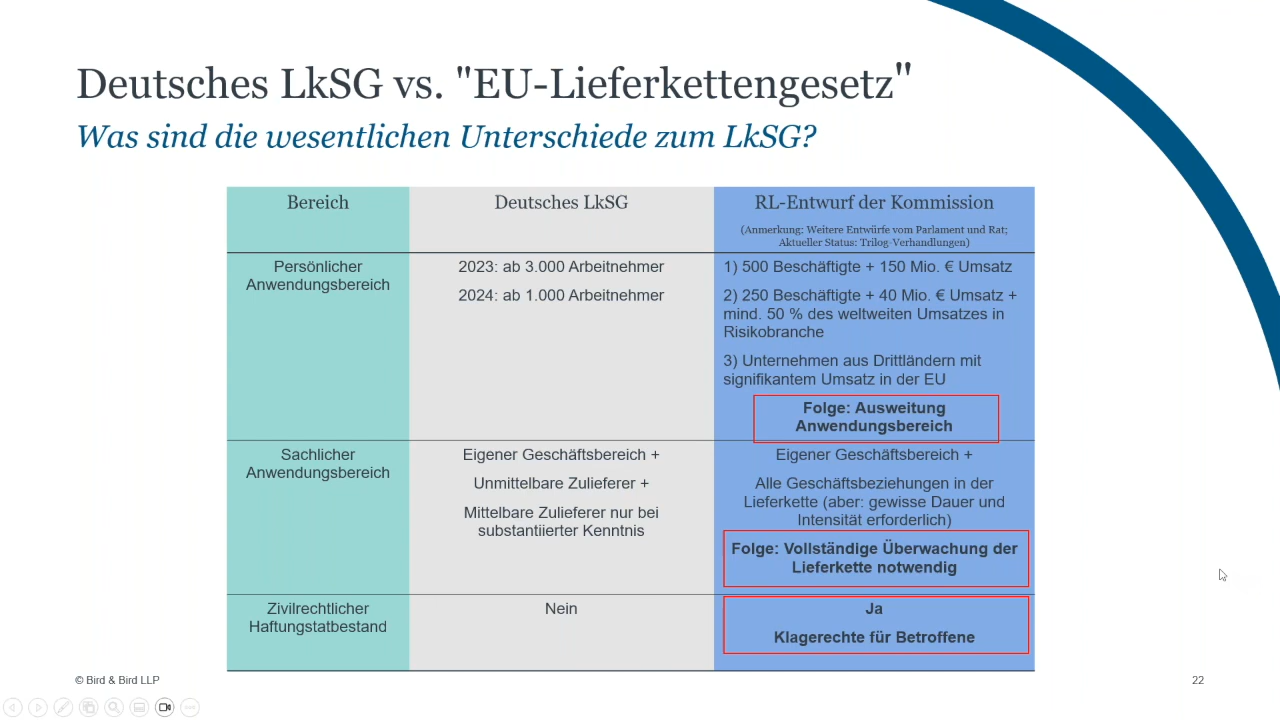 Deutsches LkSG vs. "EU-Lieferkettengesetz"
Was sind die wesentlichen Unterschiede zum LkSG?
Bereich
Deutsches LkSG
RL-Entwurf der Kommission
(Anmerkung: Weitere Entwürfe vom Parlament und Rat;
Aktueller Status: Trilog-Verhandlungen)
Persönlicher
Anwendungsbereich
2023: ab 3.000 Arbeitnehmer
2024: ab 1.000 Arbeitnehmer
1) 500 Beschäftigte + 150 Mio. € Umsatz
2) 250 Beschäftigte + 40 Mio. € Umsatz +
mind. 50 % des weltweiten Umsatzes in
Risikobranche
3) Unternehmen aus Drittländern mit
signifikantem Umsatz in der EU
Folge: Ausweitung
Anwendungsbereich
Sachlicher
Anwendungsbereich
Eigener Geschäftsbereich +
Unmittelbare Zulieferer +
Mittelbare Zulieferer nur bei
substantiierter Kenntnis
Eigener Geschäftsbereich +
Alle Geschäftsbeziehungen in der
Lieferkette (aber: gewisse Dauer und
Intensität erforderlich)
Folge: Vollständige Überwachung der
Lieferkette notwendig
Zivilrechtlicher
Haftungstatbestand
Nein
Ja
Klagerechte für Betroffene
© Bird & Bird LLP
22